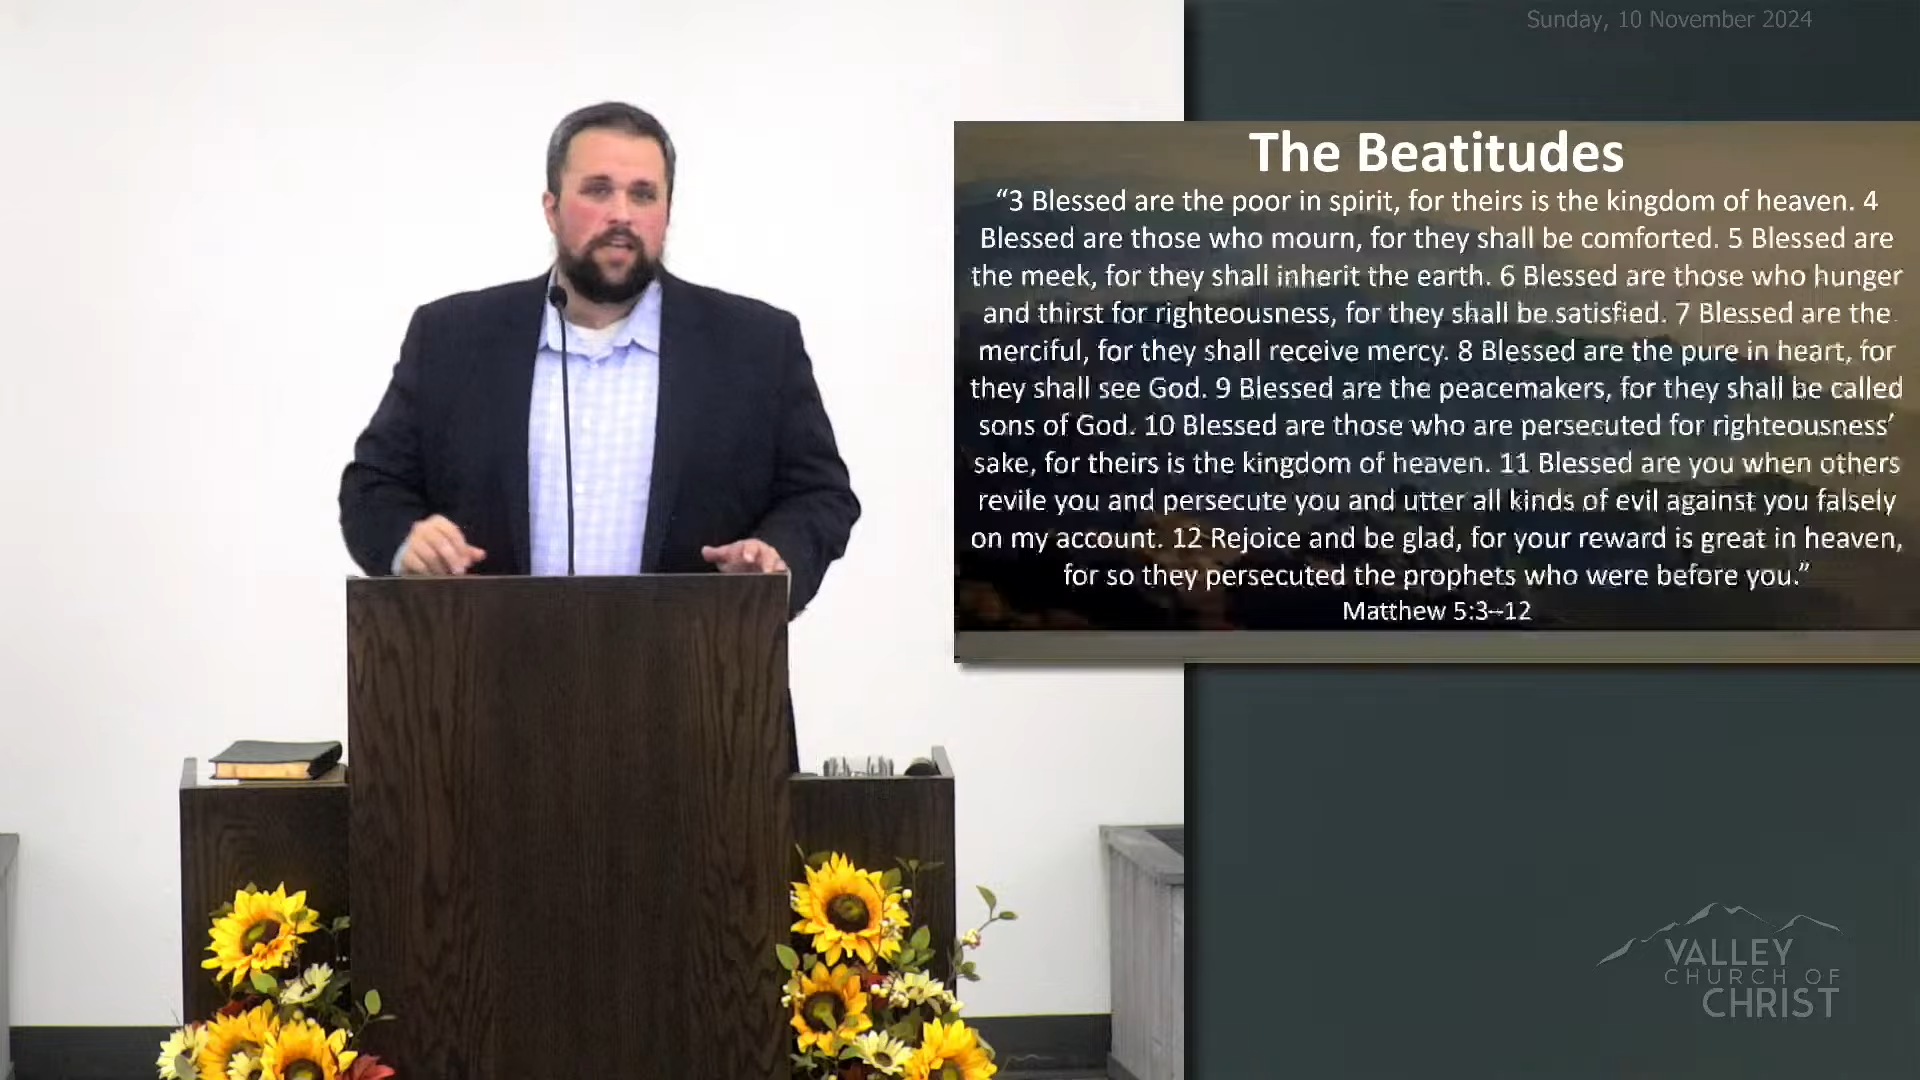 Sunday, 10 November 2024
The Beatitudes
“3 Blessed are the poor in spirit, for theirs is the kingdom of heaven. 4
Blessed are those who mourn, for they shall be comforted. 5 Blessed are
the meek, for they shall inherit the earth. 6 Blessed are those who hunger
and thirst for righteousness, for they shall be satisfied. 7 Blessed are the
merciful, for they shall receive mercy. 8 Blessed are the pure in heart, for
they shall see God. 9 Blessed are the peacemakers, for they shall be called
sons of God. 10 Blessed are those who are persecuted for righteousness’
sake, for theirs is the kingdom of heaven. 11 Blessed are you when others
revile you and persecute you and utter all kinds of evil against you falsely
on my account. 12 Rejoice and be glad, for your reward is great in heaven,
for so they persecuted the prophets who were before you.”
Matthew 5:3–12
VALLEY
CHURCH OF
CHRIST